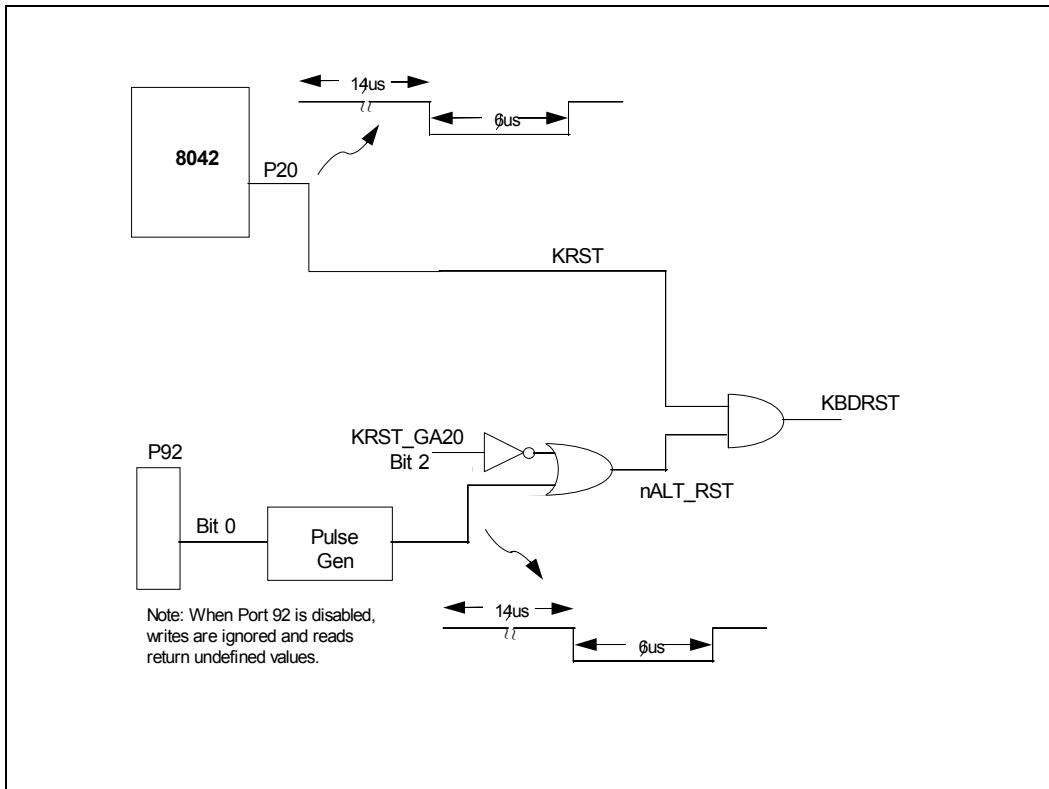 14us
6us
8042
P20
KRST
KBDRST
KRST_GA20
Bit 2
nALT_RST
P92
Bit 0
Pulse
Gen
14us
6us
Note: When Port 92 is disabled,
writes are ignored and reads
return undefined values.